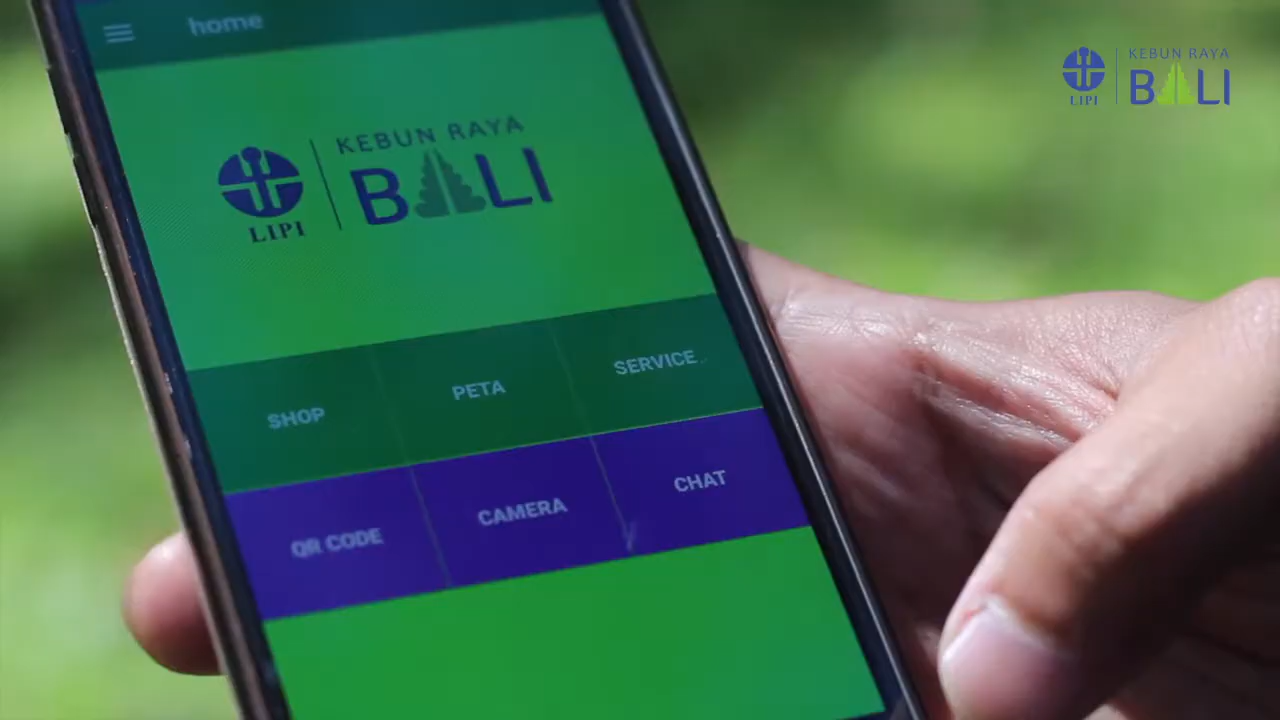 home
KEBUN RAYA
BALI
LIPI
SHOP
PETA
SERVICE
QR CODE
CAMERA
CHAT
KEBUN RAYA
BALI
LIPI